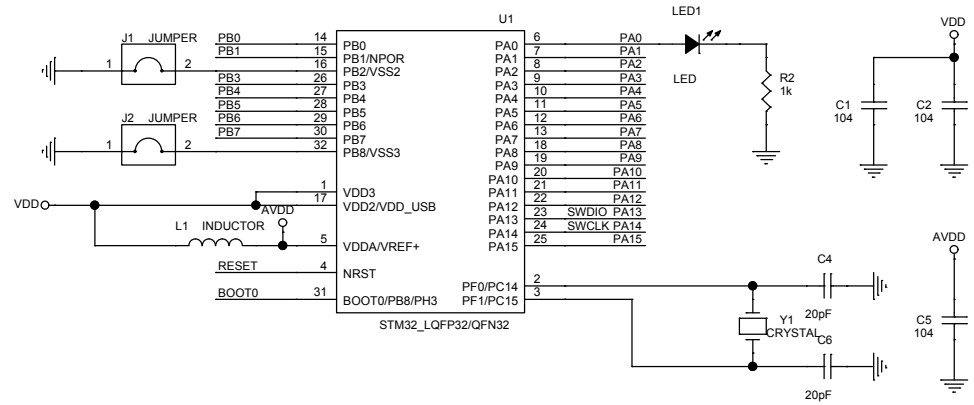 U1
J1 JUMPER
1 2
PB0 14 PB0
PB1 15 PB1/NPOR
16 PB2/VSS2
PB3 26 PB3
PB4 27 PB4
PB5 28 PB5
PB6 29 PB6
PB7 30 PB7
32 PB8/VSS3
J2 JUMPER
1 2
VDD
1 VDD3
17 VDD2/VDD_USB
L1 INDUCTOR
AVDD
5 VDDA/VREF+
RESET 4 NRST
BOOT0 31 BOOT0/PB8/PH3
PA0 6 PA0
PA1 7 PA1
PA2 8 PA2
PA3 9 PA3
PA4 10 PA4
PA5 11 PA5
PA6 12 PA6
PA7 13 PA7
PA8 18 PA8
PA9 19 PA9
PA10 20 PA10
PA11 21 PA11
PA12 22 PA12
PA13 23 SWDIO PA13
PA14 24 SWCLK PA14
PA15 25 PA15
PF0/PC14 2
PF1/PC15 3
STM32_LQFP32/QFN32
LED1
LED
R2
1k
VDD
C1
104
C2
104
C4
20pF
Y1
CRYSTAL
C6
20pF
AVDD
C5
104